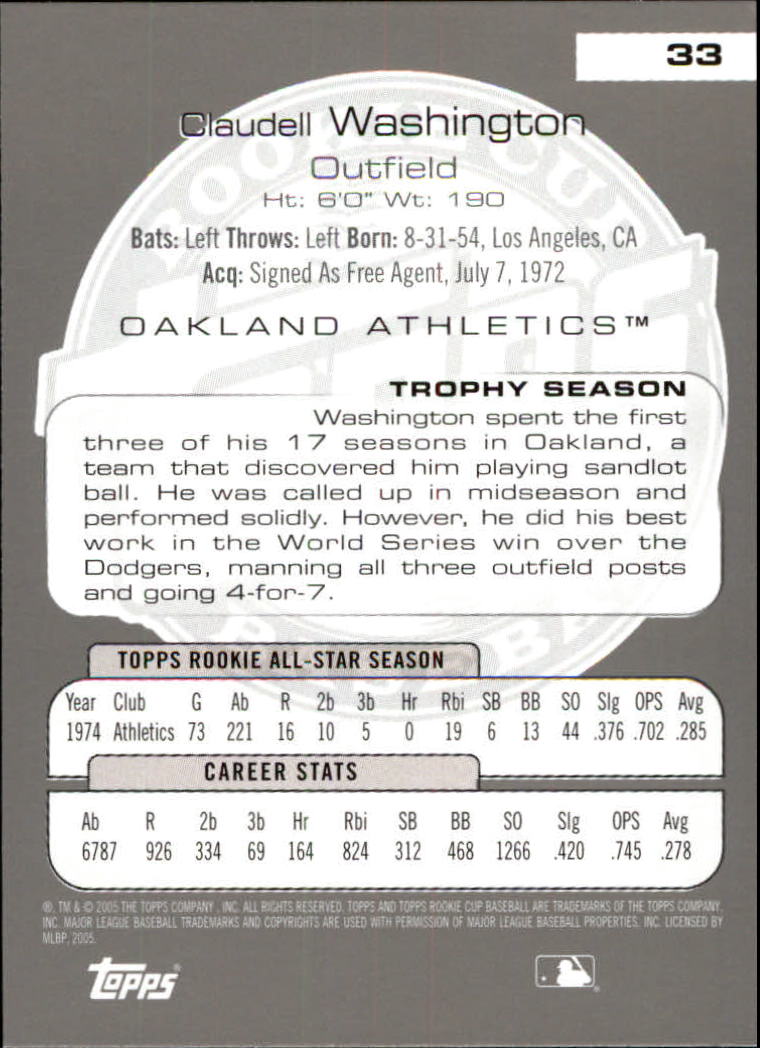 33
Claudell Washington
Outfield
Ht: 6'0" Wt: 190
Bats: Left Throws: Left Born: 8-31-54, Los Angeles, CA
Acq: Signed As Free Agent, July 7, 1972
OAKLAND ATHLETICS™
TROPHY SEASON
Washington spent the first
three of his 17 seasons in Oakland, a
team that discovered him playing sandlot
ball. He was called up in midseason and
performed solidly. However, he did his best
work in the World Series win over the
Dodgers, manning all three outfield posts
and going 4-for-7.
TOPPS ROOKIE ALL-STAR SEASON
Year Club G Ab R 2b 3b Hr Rbi SB BB SO Slg OPS Avg
1974 Athletics 73 221 16 10 5 0 19 6 13 44 .376 .702 .285
CAREER STATS
Ab R 2b 3b Hr Rbi SB BB SO Slg OPS Avg
6787 926 334 69 164 824 312 468 1266 .420 .745 .278
®, TM & © 2005 THE TOPPS COMPANY, INC. ALL RIGHTS RESERVED. TOPPS AND TOPPS ROOKIE CUP BASEBALL ARE TRADEMARKS OF THE TOPPS COMPANY,
INC. MAJOR LEAGUE BASEBALL TRADEMARKS AND COPYRIGHTS ARE USED WITH PERMISSION OF MAJOR LEAGUE BASEBALL PROPERTIES, INC. LICENSED BY
MLBP, 2005.
topps®